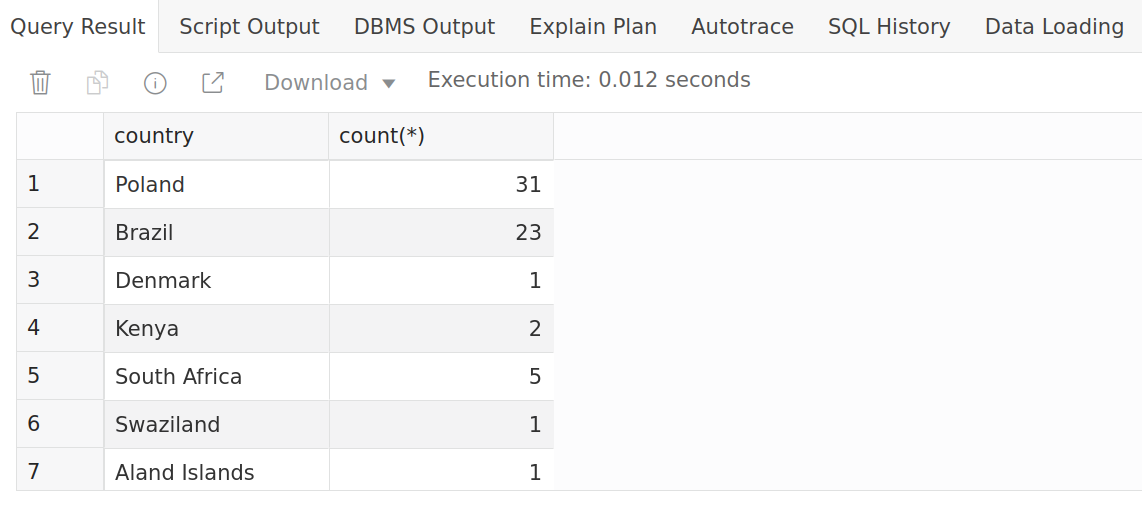 Query Result Script Output DBMS Output Explain Plan Autotrace SQL History Data Loading
Download Execution time: 0.012 seconds
country count(*)
1 Poland 31
2 Brazil 23
3 Denmark 1
4 Kenya 2
5 South Africa 5
6 Swaziland 1
7 Aland Islands 1